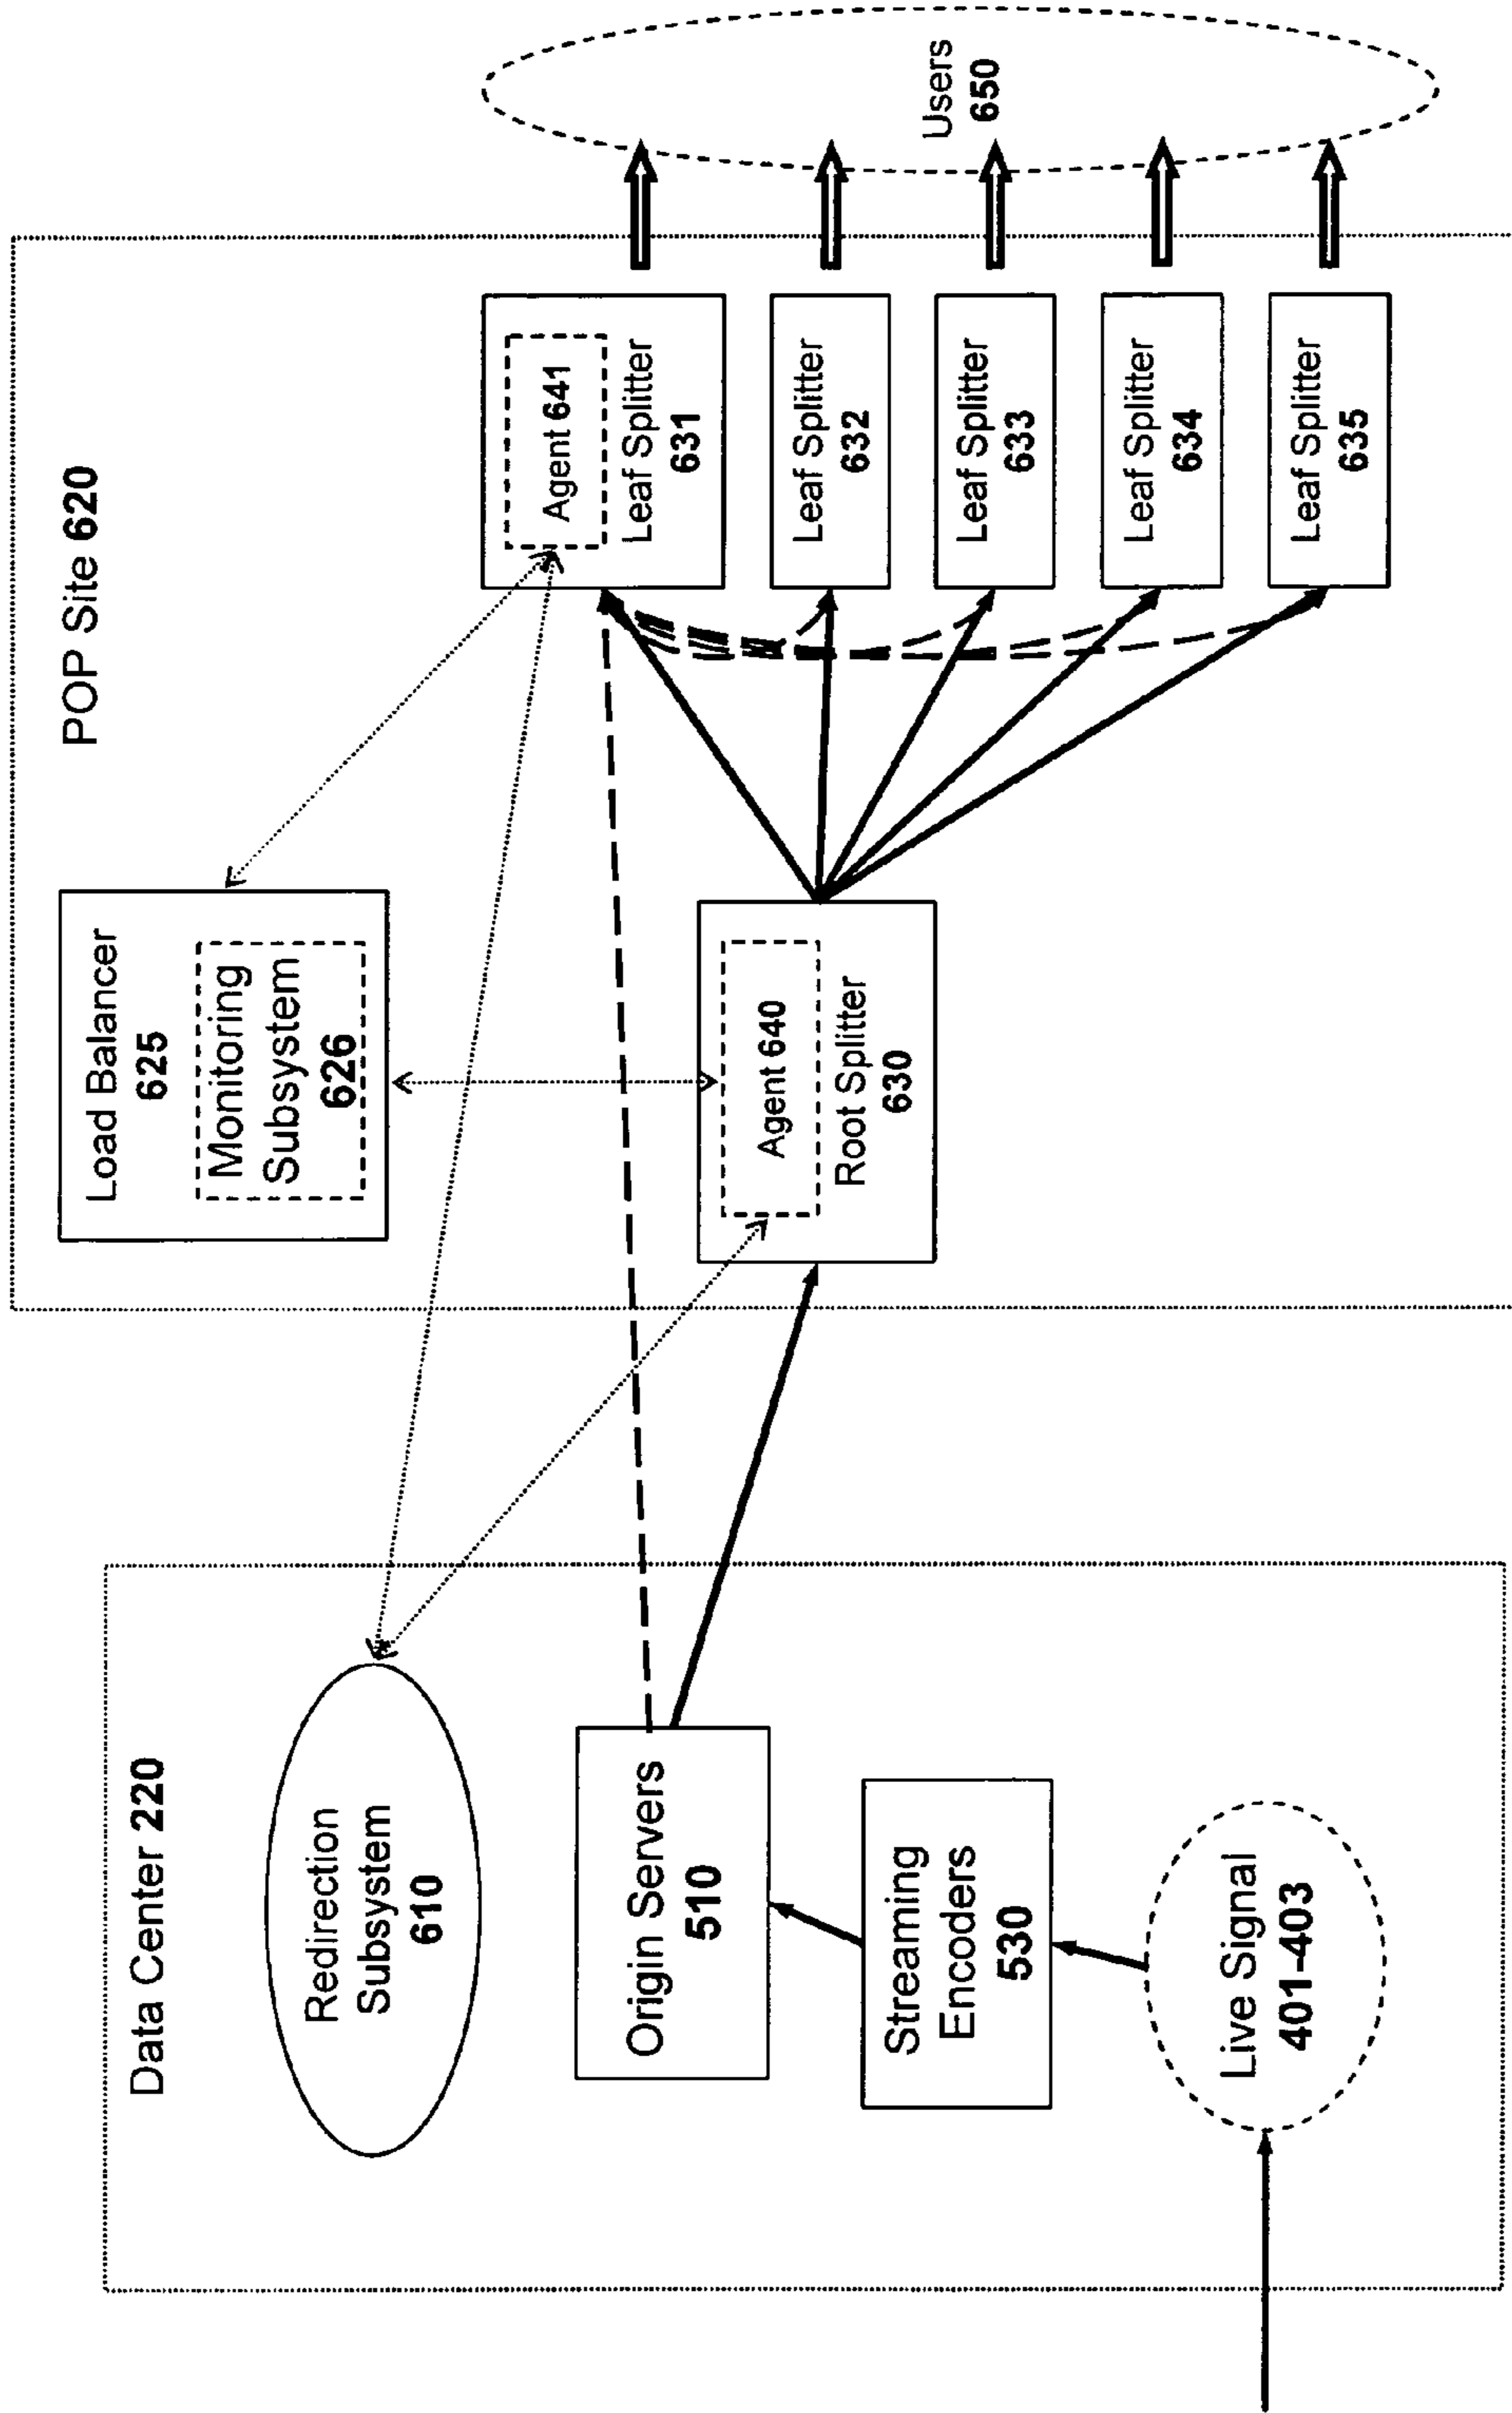 Data Center 220
Redirection
Subsystem
610
Origin Servers
510
Streaming
Encoders
530
Live Signal
401-403
POP Site 620
Load Balancer
625
Monitoring
Subsystem
626
Agent 640
Root Splitter
630
Agent 641
Leaf Splitter
631
Leaf Splitter
632
Leaf Splitter
633
Leaf Splitter
634
Leaf Splitter
635
Users
650